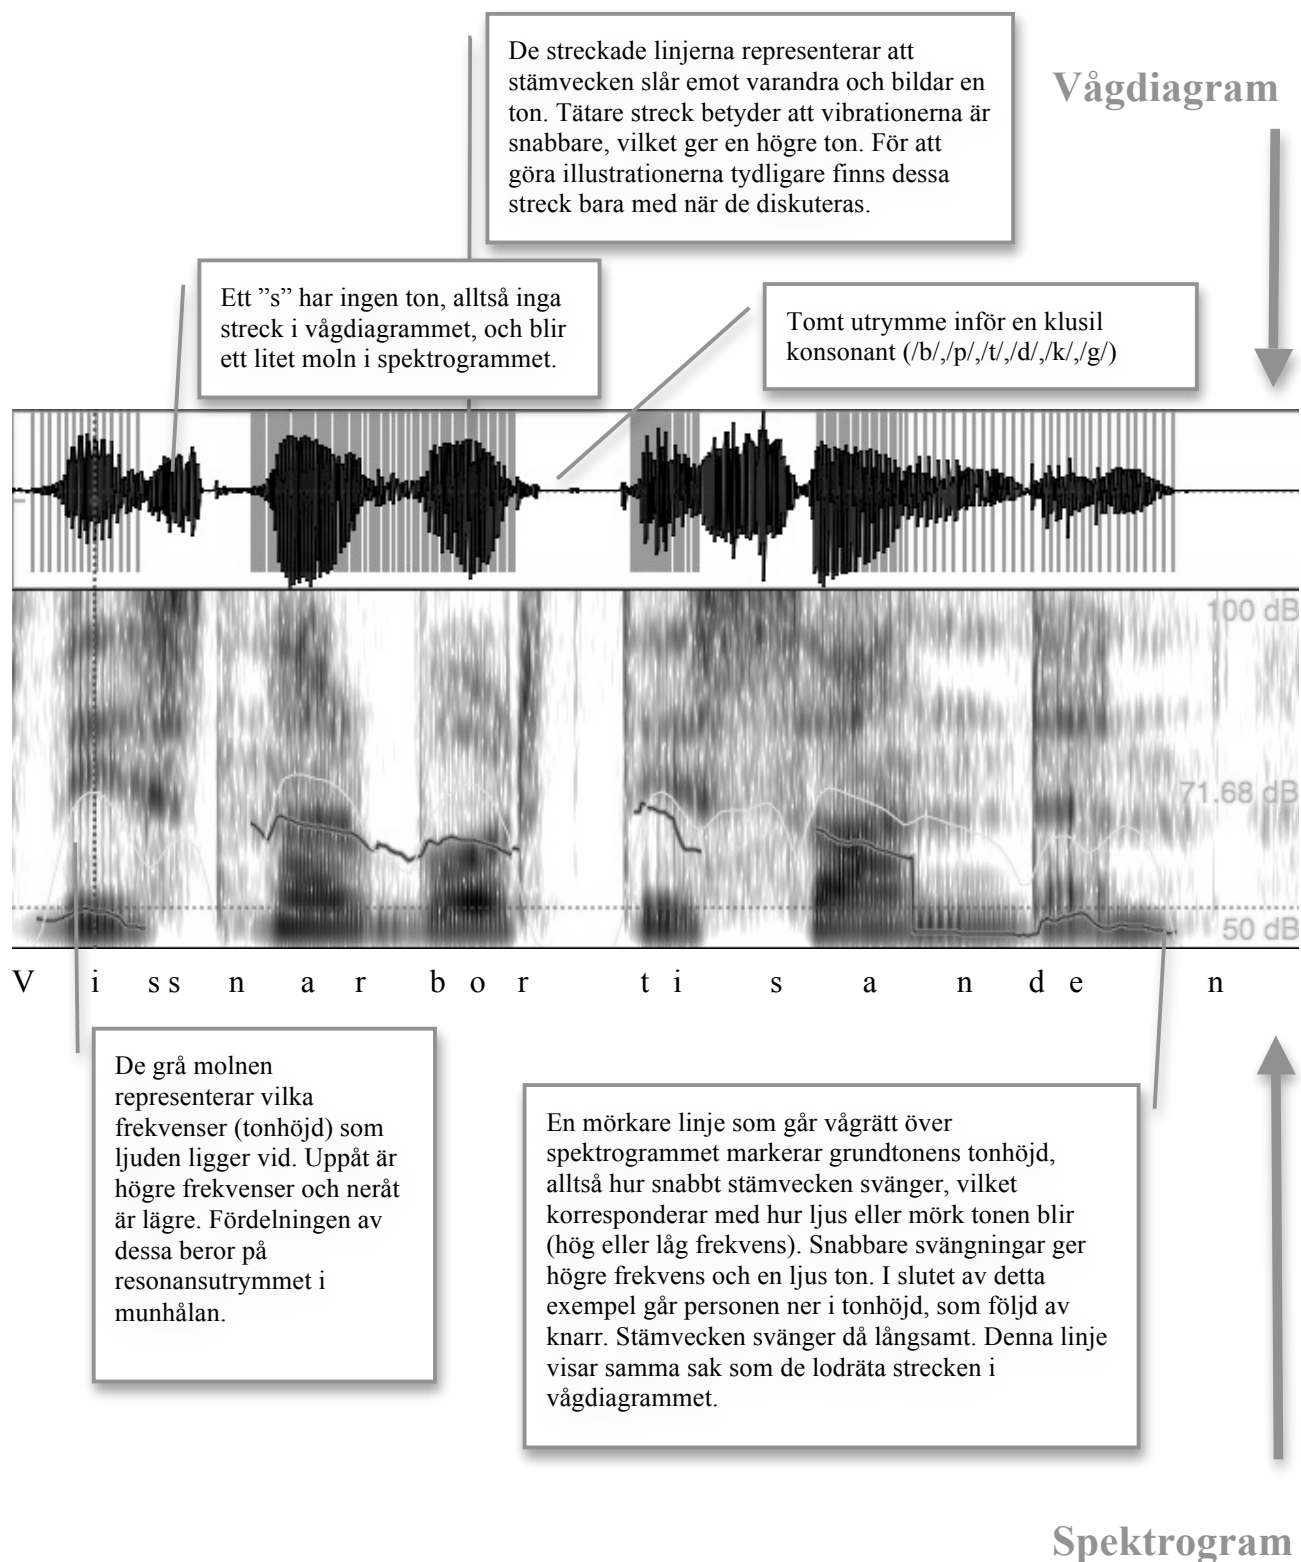 De streckade linjerna representerar att
stämvecken slår emot varandra och bildar en
ton. Tätare streck betyder att vibrationerna är
snabbare, vilket ger en högre ton. För att
göra illustrationerna tydligare finns dessa
streck bara med när de diskuteras.
Vågdiagram
Ett ”s” har ingen ton, alltså inga
streck i vågdiagrammet, och blir
ett litet moln i spektrogrammet.
Tomt utrymme inför en klusil
konsonant (/b/,/p/,/t/,/d/,/k/,/g/)
100 dB
71.68 dB
50 dB
V i s s n a r b o r t i s a n d e n
De grå molnen
representerar vilka
frekvenser (tonhöjd) som
ljuden ligger vid. Uppåt är
högre frekvenser och neråt
är lägre. Fördelningen av
dessa beror på
resonansutrymmet i
munhålan.
En mörkare linje som går vågrätt över
spektrogrammet markerar grundtonens tonhöjd,
alltså hur snabbt stämvecken svänger, vilket
korresponderar med hur ljus eller mörk tonen blir
(hög eller låg frekvens). Snabbare svängningar ger
högre frekvens och en ljus ton. I slutet av detta
exempel går personen ner i tonhöjd, som följd av
knarr. Stämvecken svänger då långsamt. Denna linje
visar samma sak som de lodräta strecken i
vågdiagrammet.
Spektrogram